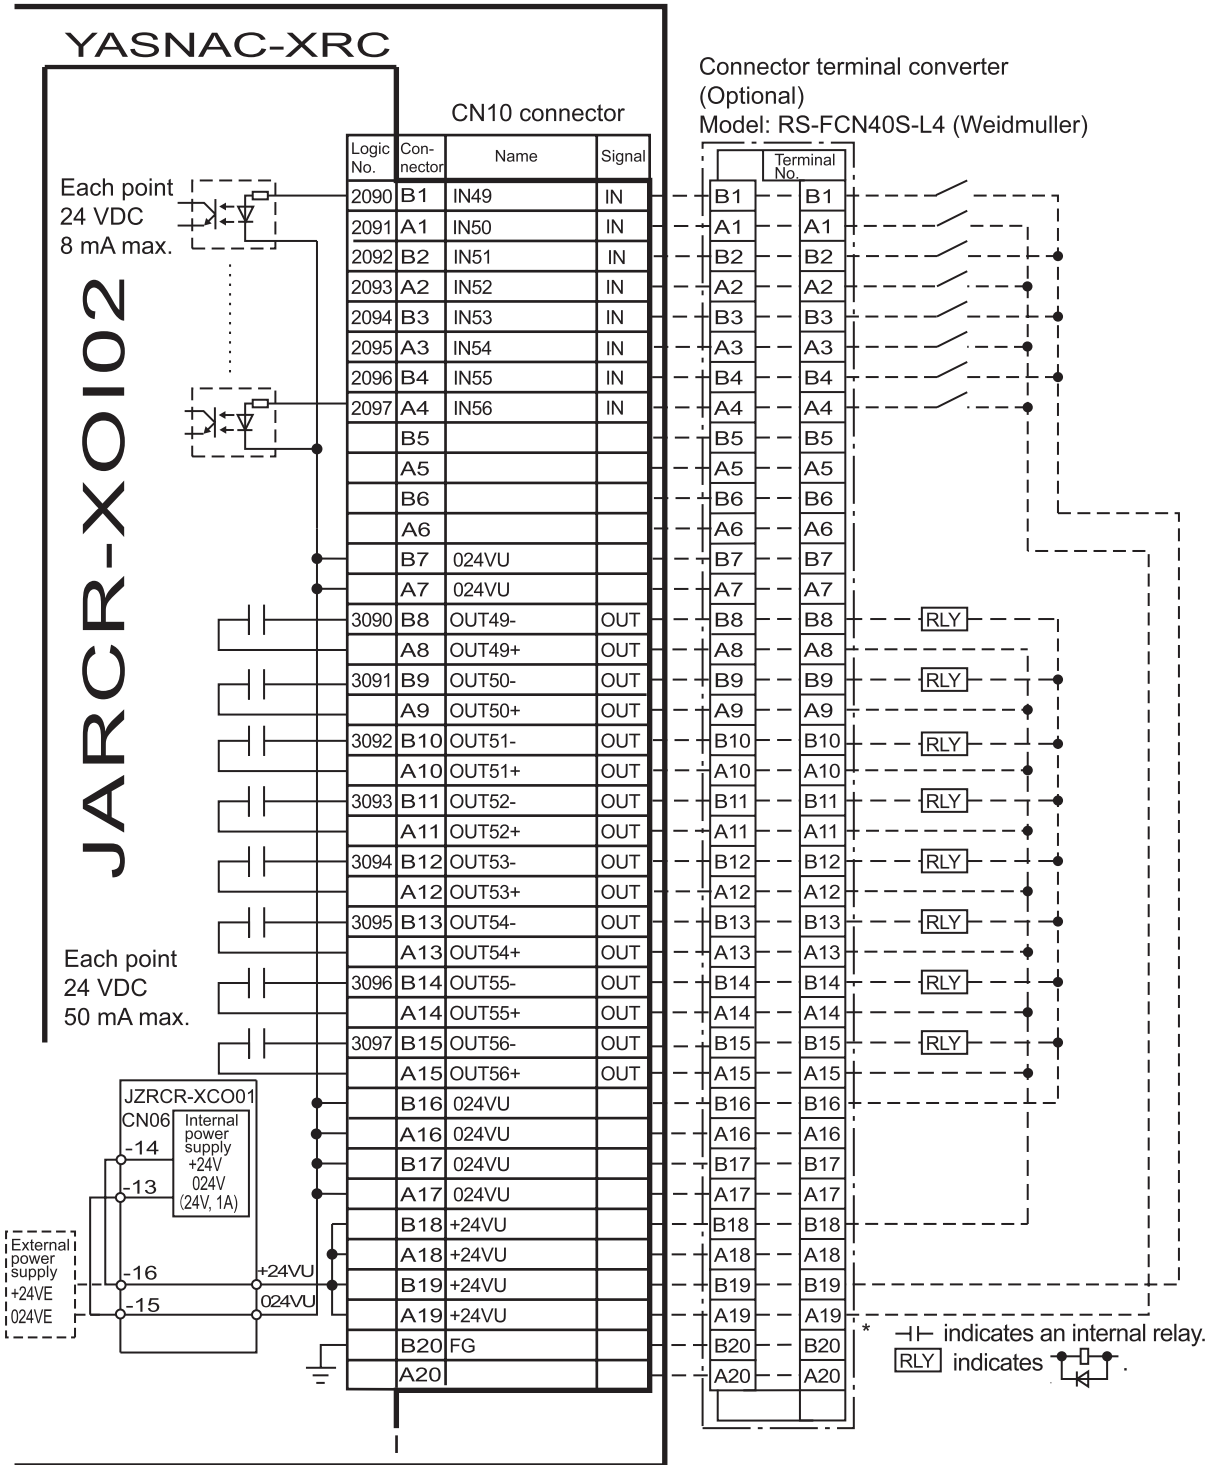 YASNAC-XRC
JARCR-XOI02
CN10 connector
Connector terminal converter
(Optional)
Model: RS-FCN40S-L4 (Weidmuller)
Logic No. Con-nector Name Signal
Terminal No.
Each point
24 VDC
8 mA max.
2090 B1 IN49 IN B1 B1
2091 A1 IN50 IN A1 A1
2092 B2 IN51 IN B2 B2
2093 A2 IN52 IN A2 A2
2094 B3 IN53 IN B3 B3
2095 A3 IN54 IN A3 A3
2096 B4 IN55 IN B4 B4
2097 A4 IN56 IN A4 A4
B5 B5 B5
A5 A5 A5
B6 B6 B6
A6 A6 A6
B7 024VU B7 B7
A7 024VU A7 A7
3090 B8 OUT49- OUT B8 B8 RLY
A8 OUT49+ OUT A8 A8
3091 B9 OUT50- OUT B9 B9 RLY
A9 OUT50+ OUT A9 A9
3092 B10 OUT51- OUT B10 B10 RLY
A10 OUT51+ OUT A10 A10
3093 B11 OUT52- OUT B11 B11 RLY
A11 OUT52+ OUT A11 A11
3094 B12 OUT53- OUT B12 B12 RLY
A12 OUT53+ OUT A12 A12
3095 B13 OUT54- OUT B13 B13 RLY
A13 OUT54+ OUT A13 A13
3096 B14 OUT55- OUT B14 B14 RLY
A14 OUT55+ OUT A14 A14
3097 B15 OUT56- OUT B15 B15 RLY
A15 OUT56+ OUT A15 A15
B16 024VU B16 B16
A16 024VU A16 A16
B17 024VU B17 B17
A17 024VU A17 A17
B18 +24VU B18 B18
A18 +24VU A18 A18
B19 +24VU B19 B19
A19 +24VU A19 A19
B20 FG B20 B20
A20 A20 A20
Each point
24 VDC
50 mA max.
JZRCR-XCO01
CN06
Internal
power
supply
+24V
024V
(24V, 1A)
-14
-13
-16
-15
+24VU
024VU
External
power
supply
+24VE
024VE
* indicates an internal relay.
RLY indicates .